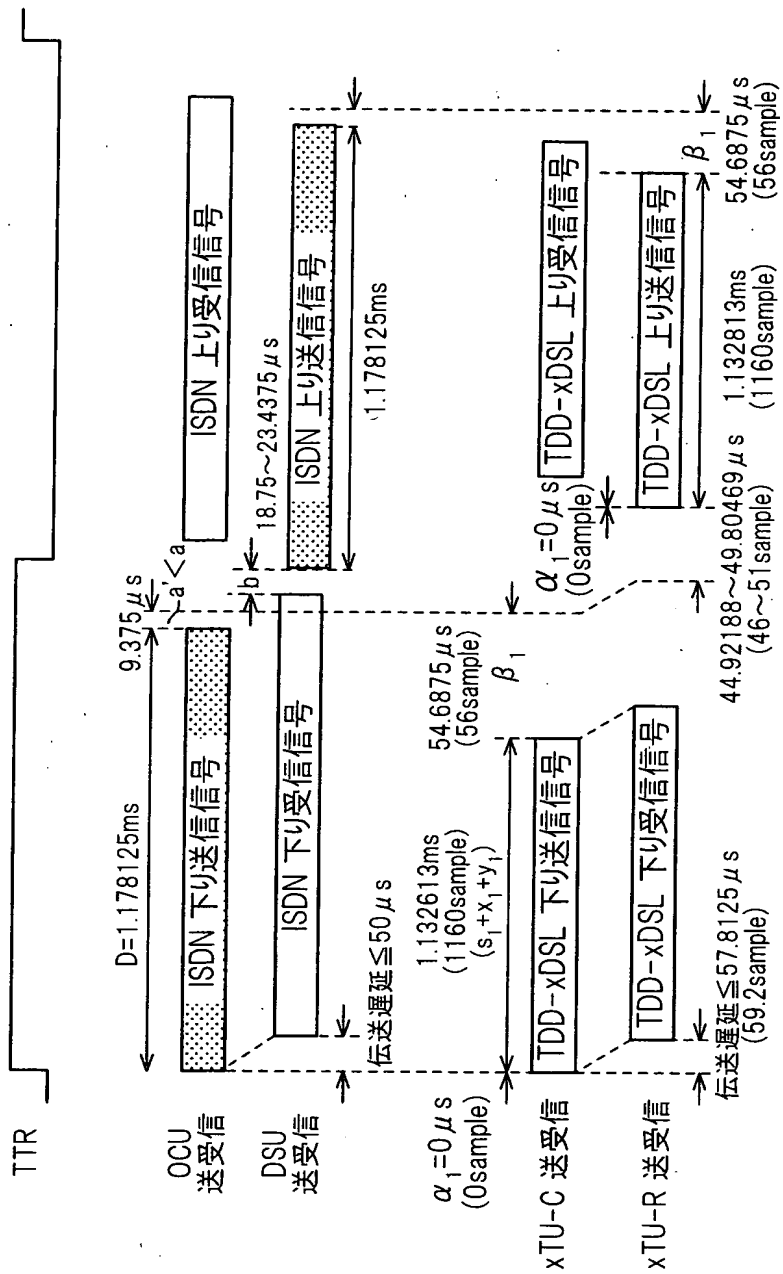 TTR
OCU
送受信
D=1.178125ms
9.375μs
a'<a
ISDN 下り送信信号
ISDN 上り受信信号
DSU
送受信
ISDN 下り受信信号
b
18.75～23.4375μs
ISDN 上り送信信号
伝送遅延≦50μs
1.178125ms
α1=0μs
(0sample)
1.132613ms
(1160sample)
(s1+x1+y1)
54.6875μs
(56sample)
β1
α1=0μs
(0sample)
xTU-C 送受信
TDD-xDSL 下り送信信号
TDD-xDSL 上り受信信号
xTU-R 送受信
TDD-xDSL 下り受信信号
TDD-xDSL 上り送信信号
β1
伝送遅延≦57.8125μs
(59.2sample)
44.92188～49.80469μs
(46～51sample)
1.132813ms
(1160sample)
54.6875μs
(56sample)